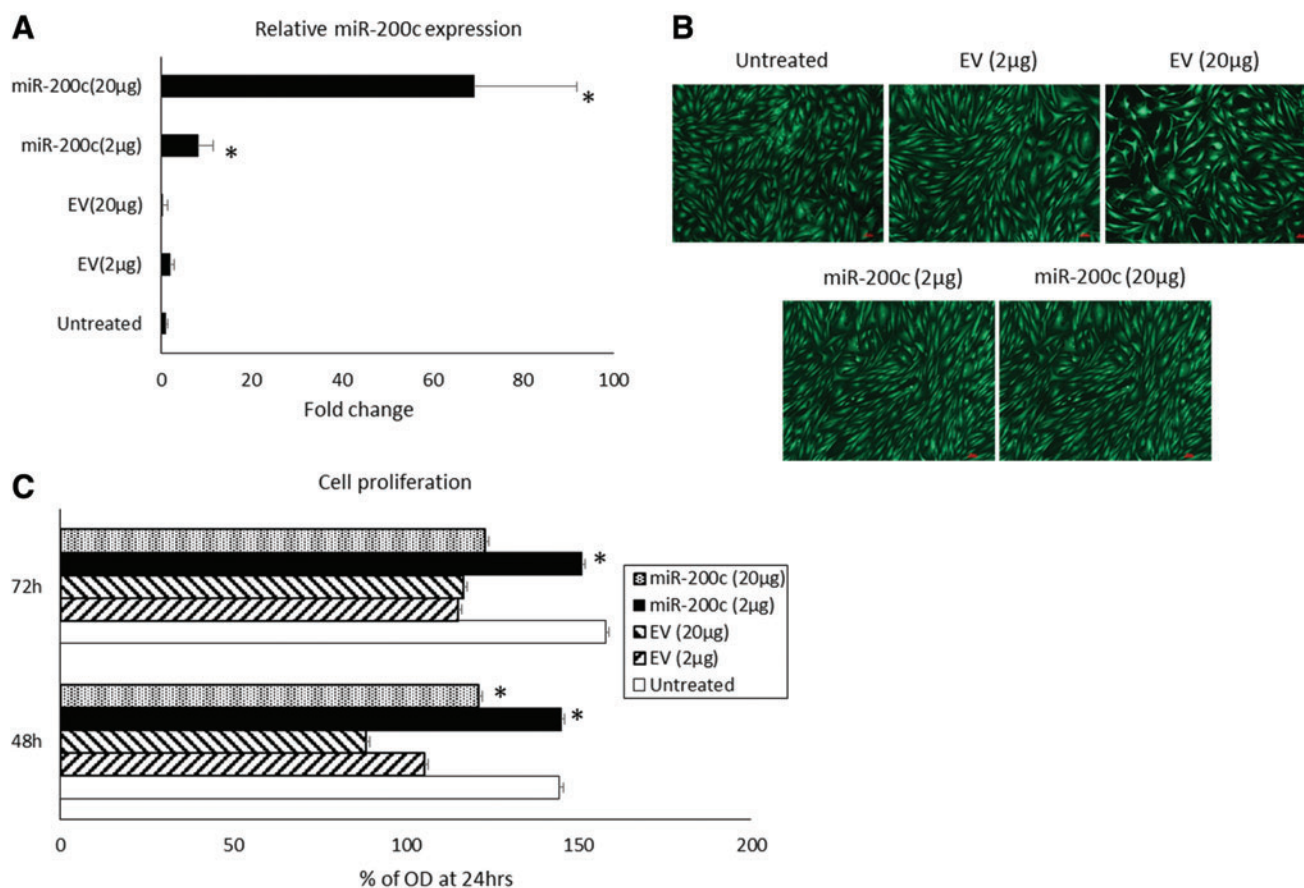 A
Relative miR-200c expression
miR-200c(20µg)
*
miR-200c(2µg)
*
EV(20µg)
EV(2µg)
Untreated
0 20 40 60 80 100
Fold change
B
Untreated EV (2µg) EV (20µg)
miR-200c (2µg) miR-200c (20µg)
C
Cell proliferation
72h
*
48h
*
*
miR-200c (20µg)
miR-200c (2µg)
EV (20µg)
EV (2µg)
Untreated
0 50 100 150 200
% of OD at 24hrs